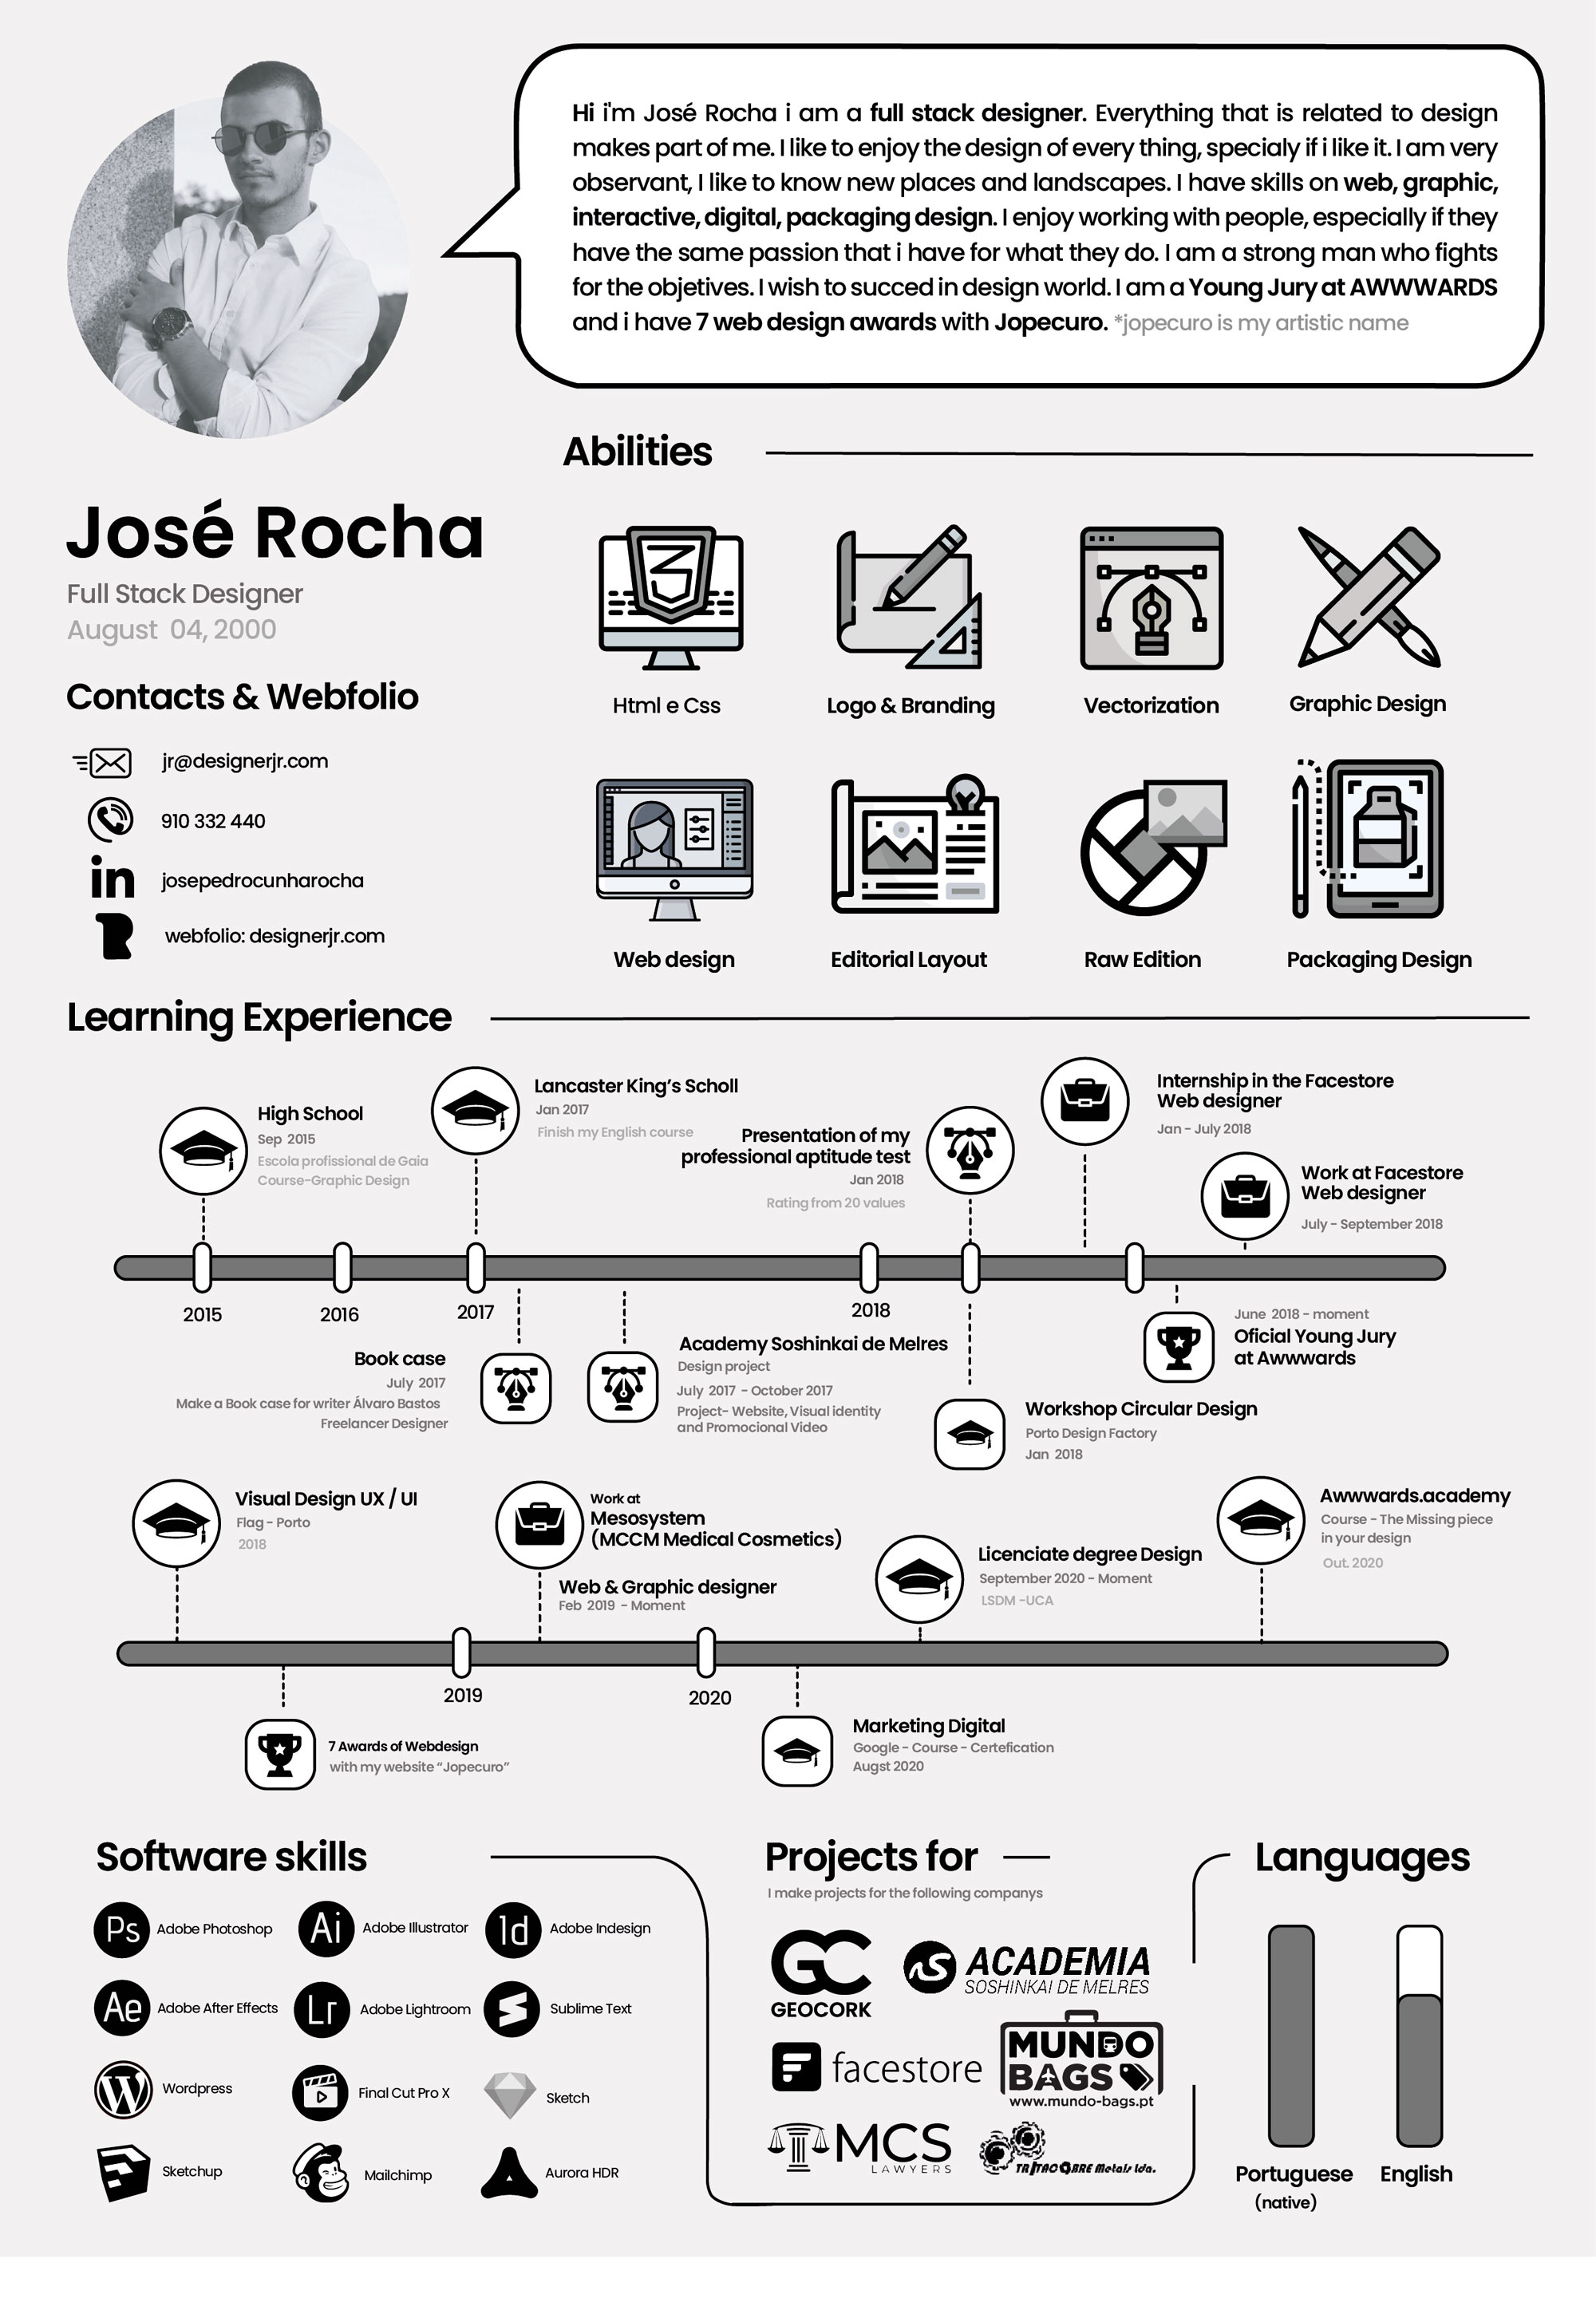 Hi i'm José Rocha i am a full stack designer. Everything that is related to design
makes part of me. I like to enjoy the design of every thing, specialy if i like it. I am very
observant, I like to know new places and landscapes. I have skills on web, graphic,
interactive, digital, packaging design. I enjoy working with people, especially if they
have the same passion that i have for what they do. I am a strong man who fights
for the objetives. I wish to succed in design world. I am a Young Jury at AWWWARDS
and i have 7 web design awards with Jopecuro. *jopecuro is my artistic name
José Rocha
Full Stack Designer
August 04, 2000
Contacts & Webfolio
jr@designerjr.com
910 332 440
in josepedrocunharocha
webfolio: designerjr.com
Abilities
Html e Css
Logo & Branding
Vectorization
Graphic Design
Web design
Editorial Layout
Raw Edition
Packaging Design
Learning Experience
High School
Sep 2015
Escola profissional de Gaia
Course-Graphic Design
Lancaster King's Scholl
Jan 2017
Finish my English course
Presentation of my
professional aptitude test
Jan 2018
Rating from 20 values
Internship in the Facestore
Web designer
Jan - July 2018
Work at Facestore
Web designer
July - September 2018
2015
2016
2017
2018
Book case
July 2017
Make a Book case for writer Álvaro Bastos
Freelancer Designer
Academy Soshinkai de Melres
Design project
July 2017 - October 2017
Project- Website, Visual identity
and Promocional Video
Workshop Circular Design
Porto Design Factory
Jan 2018
June 2018 - moment
Oficial Young Jury
at Awwwards
Visual Design UX / UI
Flag - Porto
2018
Work at
Mesosystem
(MCCM Medical Cosmetics)
Web & Graphic designer
Feb 2019 - Moment
Licenciate degree Design
September 2020 - Moment
LSDM -UCA
Awwwards.academy
Course - The Missing piece
in your design
Out. 2020
2019
2020
7 Awards of Webdesign
with my website “Jopecuro”
Marketing Digital
Google - Course - Certefication
Augst 2020
Software skills
Ps Adobe Photoshop
Ai Adobe Illustrator
Id Adobe Indesign
Ae Adobe After Effects
Lr Adobe Lightroom
Sublime Text
Wordpress
Final Cut Pro X
Sketch
Sketchup
Mailchimp
Aurora HDR
Projects for
I make projects for the following companys
GC
GEOCORK
ACADEMIA
SOSHINKAI DE MELRES
facestore
MUNDO
BAGS
www.mundo-bags.pt
MCS
LAWYERS
Metais lda.
Languages
Portuguese
(native)
English